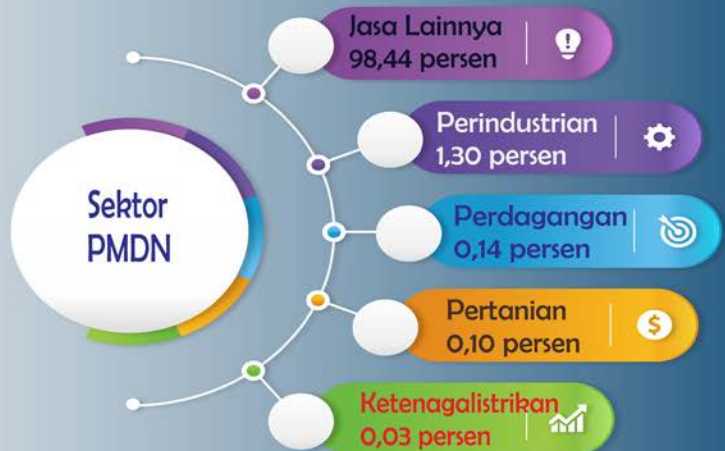 Jasa Lainnya
98,44 persen
Perindustrian
1,30 persen
Sektor
PMDN
Perdagangan
0,14 persen
Pertanian
0,10 persen
Ketenagalistrikan
0,03 persen